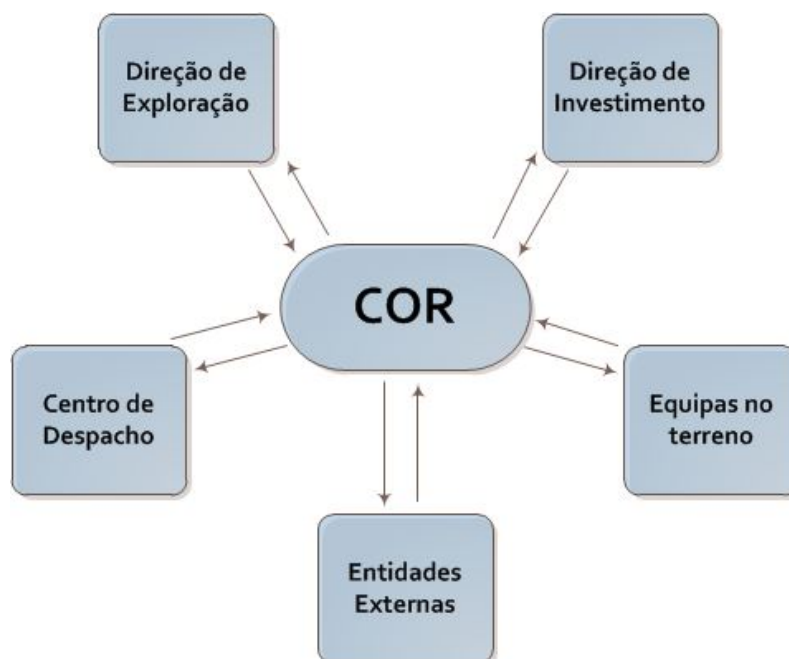 Direção de
Exploração
Direção de
Investimento
COR
Centro de
Despacho
Equipas no
terreno
Entidades
Externas